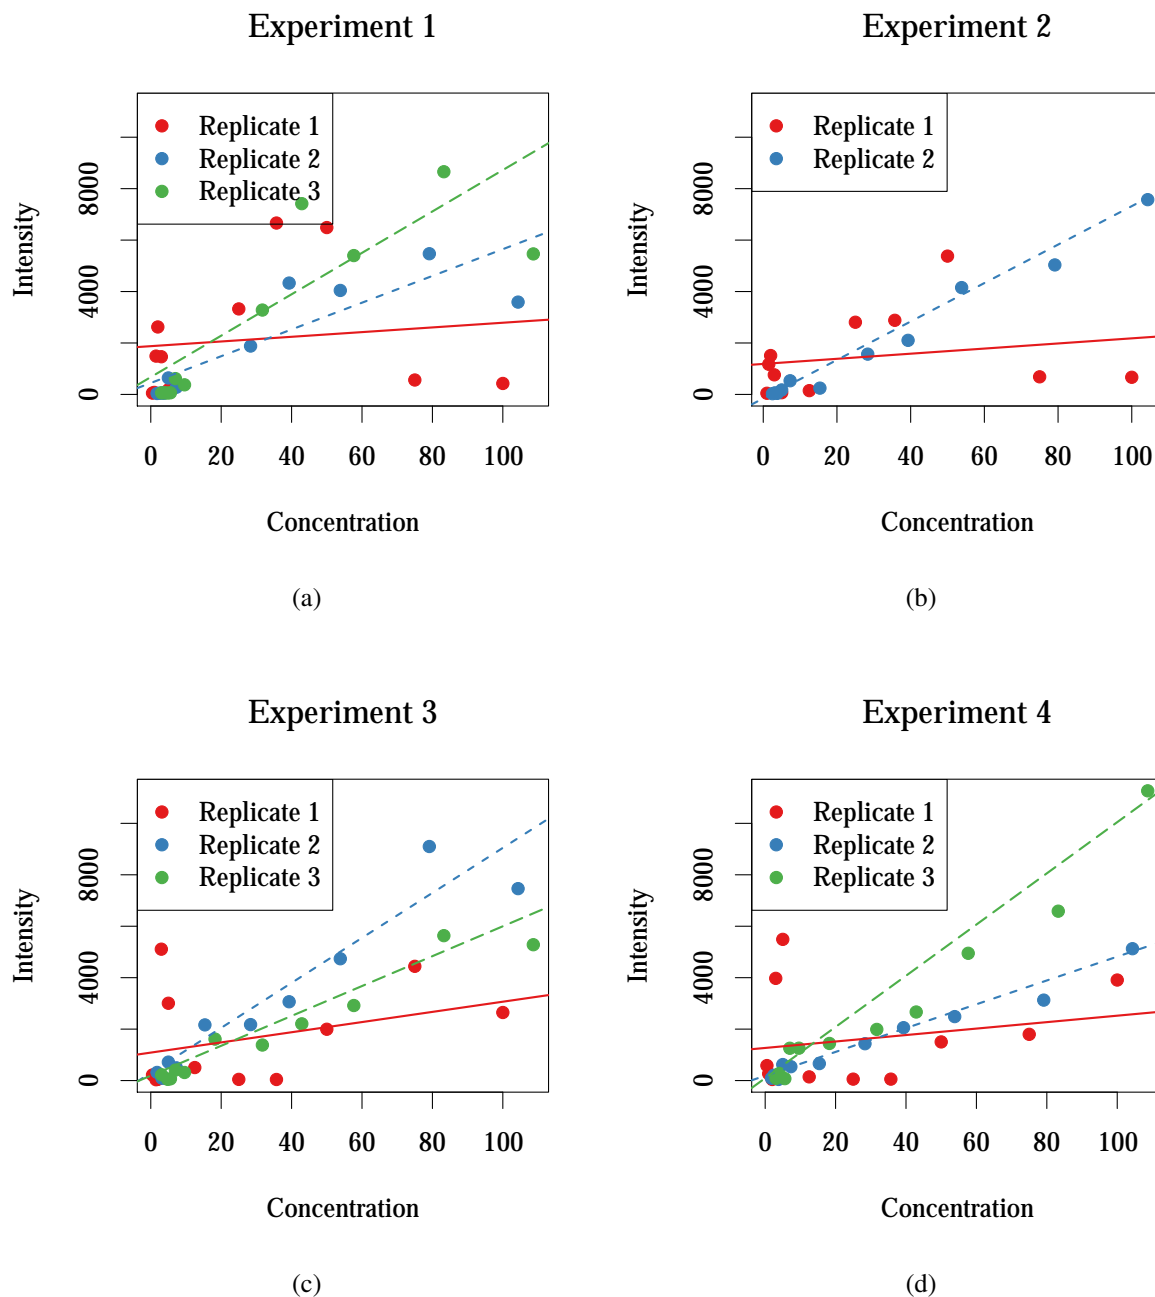 Experiment 1
Replicate 1
Replicate 2
Replicate 3
Intensity
0 4000 8000
0 20 40 60 80 100
Concentration
(a)
Experiment 2
Replicate 1
Replicate 2
Intensity
0 4000 8000
0 20 40 60 80 100
Concentration
(b)
Experiment 3
Replicate 1
Replicate 2
Replicate 3
Intensity
0 4000 8000
0 20 40 60 80 100
Concentration
(c)
Experiment 4
Replicate 1
Replicate 2
Replicate 3
Intensity
0 4000 8000
0 20 40 60 80 100
Concentration
(d)